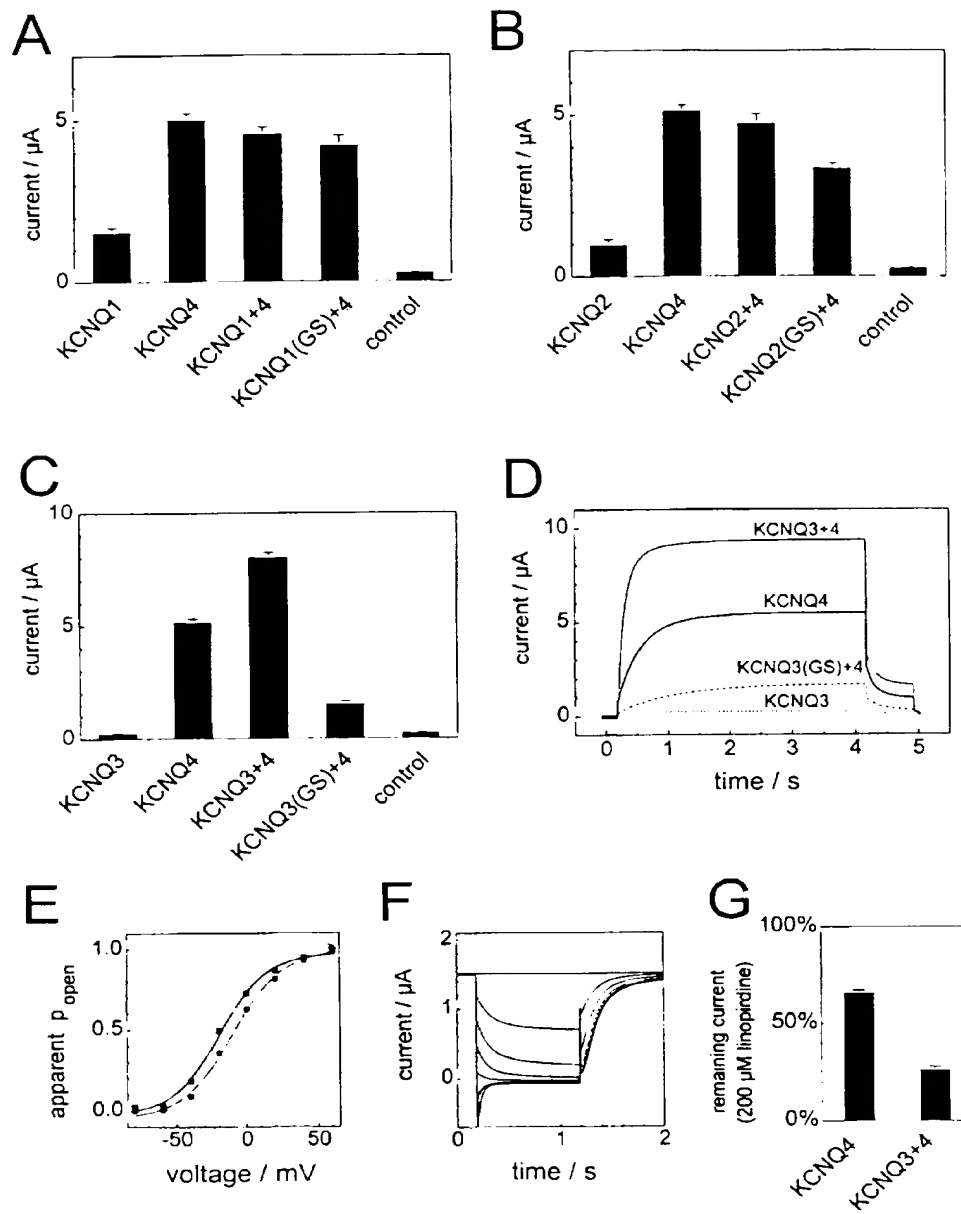 A
current / µA
5
0
KCNQ1
KCNQ4
KCNQ1+4
KCNQ1(GS)+4
control
B
current / µA
5
0
KCNQ2
KCNQ4
KCNQ2+4
KCNQ2(GS)+4
control
C
current / µA
10
5
0
KCNQ3
KCNQ4
KCNQ3+4
KCNQ3(GS)+4
control
D
current / µA
10
5
0
KCNQ3+4
KCNQ4
KCNQ3(GS)+4
KCNQ3
0 1 2 3 4 5
time / s
E
apparent p open
1.0
0.5
0.0
-50 0 50
voltage / mV
F
current / µA
2
1
0
0 1 2
time / s
G
remaining current
(200 µM linopirdine)
100%
50%
0%
KCNQ4
KCNQ3+4